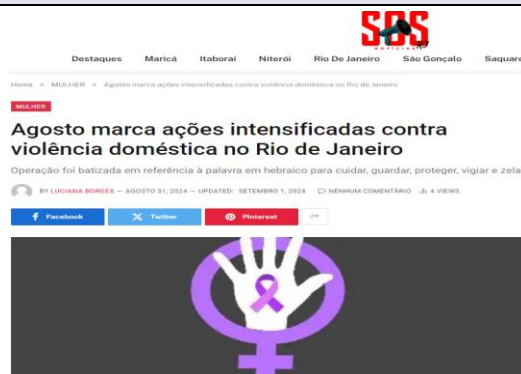 SOS
NOTÍCIAS RJ
Destaques Maricá Itaboraí Niterói Rio De Janeiro São Gonçalo Saquare
Home » MULHER » Agosto marca ações intensificadas contra violência doméstica no Rio de Janeiro
MULHER
Agosto marca ações intensificadas contra
violência doméstica no Rio de Janeiro
Operação foi batizada em referência à palavra em hebraico para cuidar, guardar, proteger, vigiar e zela
BY LUCIANA BORGES — AGOSTO 31, 2024 — UPDATED: SETEMBRO 1, 2024 NENHUM COMENTÁRIO 4 VIEWS
Facebook Twitter Pinterest